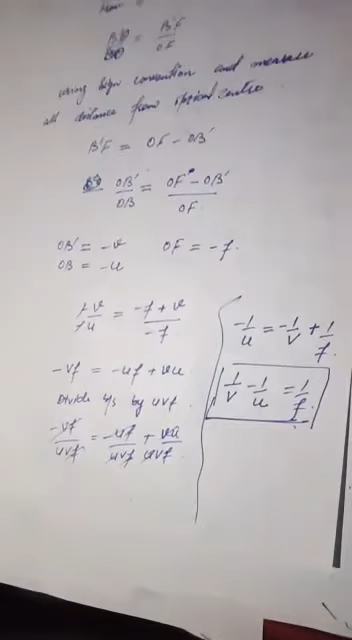 = B'F / OF
using sign convention and measure
all distance from optical centre
B'F = OF - OB'
OB'/OB = (OF - OB')/OF
OB' = -v OF = -f.
OB = -u
+v/+u = (-f + v)/-f
-vf = -uf + vu
Divide b/s by uvf
-vf/uvf = -uf/uvf + vu/uvf
-1/u = -1/v + 1/f.
1/v - 1/u = 1/f.